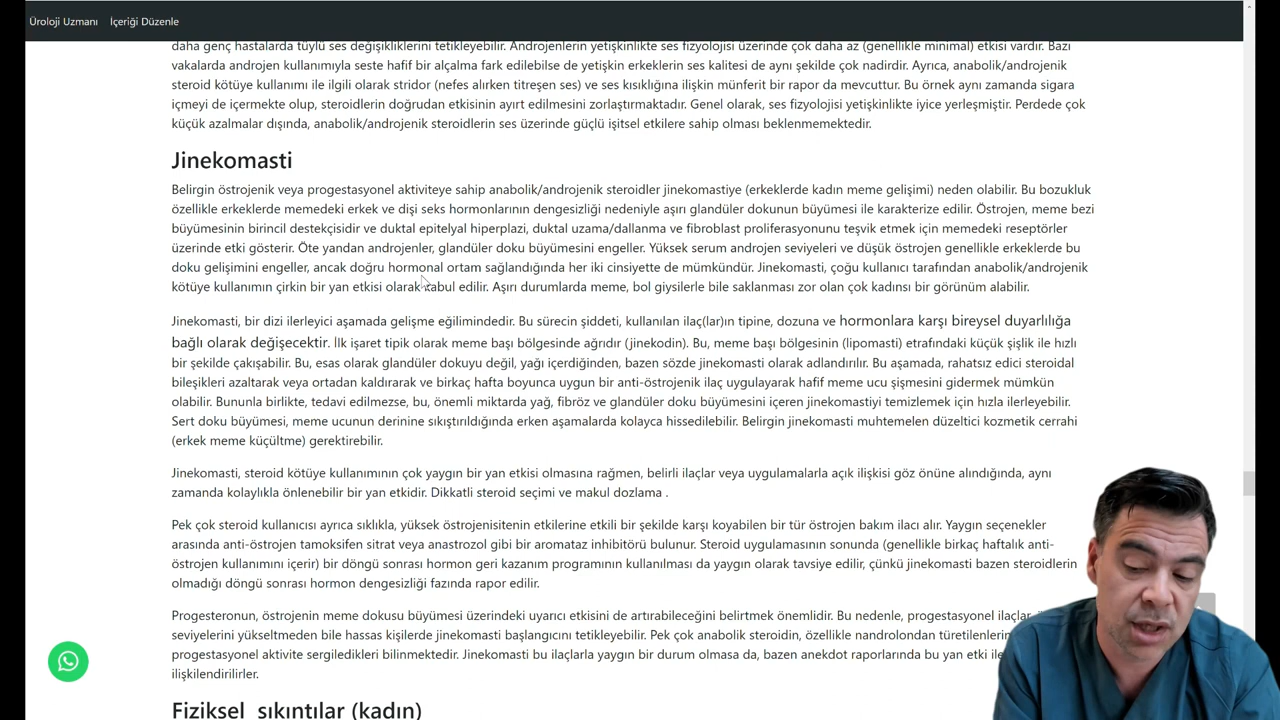 Üroloji Uzmanı İçeriği Düzenle
daha genç hastalarda tüylü ses değişikliklerini tetikleyebilir. Androjenlerin yetişkinlikte ses fizyolojisi üzerinde çok daha az (genellikle minimal) etkisi vardır. Bazı
vakalarda androjen kullanımıyla seste hafif bir alçalma fark edilebilse de yetişkin erkeklerin ses kalitesi de aynı şekilde çok nadirdir. Ayrıca, anabolik/androjenik
steroid kötüye kullanımı ile ilgili olarak stridor (nefes alırken titreşen ses) ve ses kısıklığına ilişkin münferit bir rapor da mevcuttur. Bu örnek aynı zamanda sigara
içmeyi de içermekte olup, steroidlerin doğrudan etkisinin ayırt edilmesini zorlaştırmaktadır. Genel olarak, ses fizyolojisi yetişkinlikte iyice yerleşmiştir. Perdede çok
küçük azalmalar dışında, anabolik/androjenik steroidlerin ses üzerinde güçlü işitsel etkilere sahip olması beklenmemektedir.
Jinekomasti
Belirgin östrojenik veya progestasyonel aktiviteye sahip anabolik/androjenik steroidler jinekomastiye (erkeklerde kadın meme gelişimi) neden olabilir. Bu bozukluk
özellikle erkeklerde memedeki erkek ve dişi seks hormonlarının dengesizliği nedeniyle aşırı glandüler dokunun büyümesi ile karakterize edilir. Östrojen, meme bezi
büyümesinin birincil destekçisidir ve duktal epitelyal hiperplazi, duktal uzama/dallanma ve fibroblast proliferasyonunu teşvik etmek için memedeki reseptörler
üzerinde etki gösterir. Öte yandan androjenler, glandüler doku büyümesini engeller. Yüksek serum androjen seviyeleri ve düşük östrojen genellikle erkeklerde bu
doku gelişimini engeller, ancak doğru hormonal ortam sağlandığında her iki cinsiyette de mümkündür. Jinekomasti, çoğu kullanıcı tarafından anabolik/androjenik
kötüye kullanımın çirkin bir yan etkisi olarak kabul edilir. Aşırı durumlarda meme, bol giysilerle bile saklanması zor olan çok kadınsı bir görünüm alabilir.
Jinekomasti, bir dizi ilerleyici aşamada gelişme eğilimindedir. Bu sürecin şiddeti, kullanılan ilaç(lar)ın tipine, dozuna ve hormonlara karşı bireysel duyarlılığa
bağlı olarak değişecektir. İlk işaret tipik olarak meme başı bölgesinde ağrıdır (jinekodin). Bu, meme başı bölgesinin (lipomasti) etrafındaki küçük şişlik ile hızlı
bir şekilde çakışabilir. Bu, esas olarak glandüler dokuyu değil, yağı içerdiğinden, bazen sözde jinekomasti olarak adlandırılır. Bu aşamada, rahatsız edici steroidal
bileşikleri azaltarak veya ortadan kaldırarak ve birkaç hafta boyunca uygun bir anti-östrojenik ilaç uygulayarak hafif meme ucu şişmesini gidermek mümkün
olabilir. Bununla birlikte, tedavi edilmezse, bu, önemli miktarda yağ, fibröz ve glandüler doku büyümesini içeren jinekomastiyi temizlemek için hızla ilerleyebilir.
Sert doku büyümesi, meme ucunun derinine sıkıştırıldığında erken aşamalarda kolayca hissedilebilir. Belirgin jinekomasti muhtemelen düzeltici kozmetik cerrahi
(erkek meme küçültme) gerektirebilir.
Jinekomasti, steroid kötüye kullanımının çok yaygın bir yan etkisi olmasına rağmen, belirli ilaçlar veya uygulamalarla açık ilişkisi göz önüne alındığında, aynı
zamanda kolaylıkla önlenebilir bir yan etkidir. Dikkatli steroid seçimi ve makul dozlama .
Pek çok steroid kullanıcısı ayrıca sıklıkla, yüksek östrojenisitenin etkilerine etkili bir şekilde karşı koyabilen bir tür östrojen bakım ilacı alır. Yaygın seçenekler
arasında anti-östrojen tamoksifen sitrat veya anastrozol gibi bir aromataz inhibitörü bulunur. Steroid uygulamasının sonunda (genellikle birkaç haftalık anti-
östrojen kullanımını içerir) bir döngü sonrası hormon geri kazanım programının kullanılması da yaygın olarak tavsiye edilir, çünkü jinekomasti bazen steroidlerin
olmadığı döngü sonrası hormon dengesizliği fazında rapor edilir.
Progesteronun, östrojenin meme dokusu büyümesi üzerindeki uyarıcı etkisini de artırabileceğini belirtmek önemlidir. Bu nedenle, progestasyonel ilaçlar,
seviyelerini yükseltmeden bile hassas kişilerde jinekomasti başlangıcını tetikleyebilir. Pek çok anabolik steroidin, özellikle nandrolondan türetilenlerin
progestasyonel aktivite sergiledikleri bilinmektedir. Jinekomasti bu ilaçlarla yaygın bir durum olmasa da, bazen anekdot raporlarında bu yan etki
ilişkilendirilirler.
Fiziksel sıkıntılar (kadın)